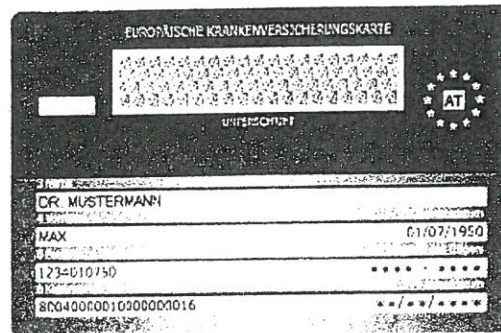 EUROPÄISCHE KRANKENVERSICHERUNGSKARTE
AT
UNTERSCHRIFT
DR. MUSTERMANN
MAX 01/07/1950
1234010750 **** - ****
80040000010000000016 **/**/****